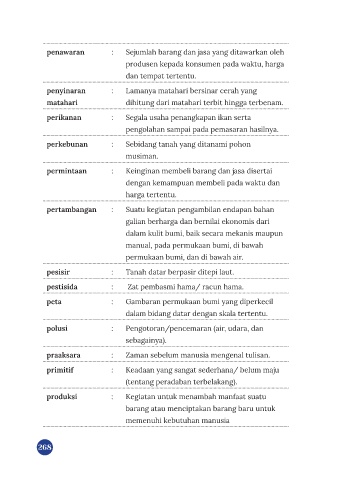 penawaran : Sejumlah barang dan jasa yang ditawarkan oleh
produsen kepada konsumen pada waktu, harga
dan tempat tertentu.
penyinaran : Lamanya matahari bersinar cerah yang
matahari dihitung dari matahari terbit hingga terbenam.
perikanan : Segala usaha penangkapan ikan serta
pengolahan sampai pada pemasaran hasilnya.
perkebunan : Sebidang tanah yang ditanami pohon
musiman.
permintaan : Keinginan membeli barang dan jasa disertai
dengan kemampuan membeli pada waktu dan
harga tertentu.
pertambangan : Suatu kegiatan pengambilan endapan bahan
galian berharga dan bernilai ekonomis dari
dalam kulit bumi, baik secara mekanis maupun
manual, pada permukaan bumi, di bawah
permukaan bumi, dan di bawah air.
pesisir : Tanah datar berpasir ditepi laut.
pestisida : Zat pembasmi hama/ racun hama.
peta : Gambaran permukaan bumi yang diperkecil
dalam bidang datar dengan skala tertentu.
polusi : Pengotoran/pencemaran (air, udara, dan
sebagainya).
praaksara : Zaman sebelum manusia mengenal tulisan.
primitif : Keadaan yang sangat sederhana/ belum maju
(tentang peradaban terbelakang).
produksi : Kegiatan untuk menambah manfaat suatu
barang atau menciptakan barang baru untuk
memenuhi kebutuhan manusia
268